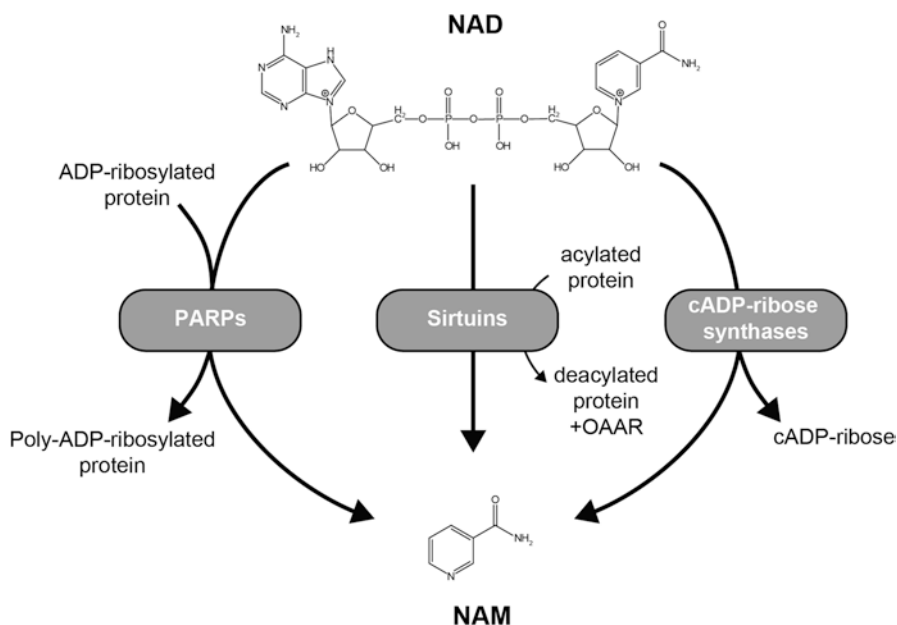 NAD
NH₂
N
N
H
N
N
N
⊕
O
H₂
C
O
O
P
OH
O
O
P
OH
O
H₂
C
O
N
⊕
O
NH₂
HO
OH
HO
OH
ADP-ribosylated
protein
acylated
protein
PARPs
Sirtuins
cADP-ribose
synthases
deacylated
protein
+OAAR
Poly-ADP-ribosylated
protein
cADP-ribose
O
NH₂
N
NAM